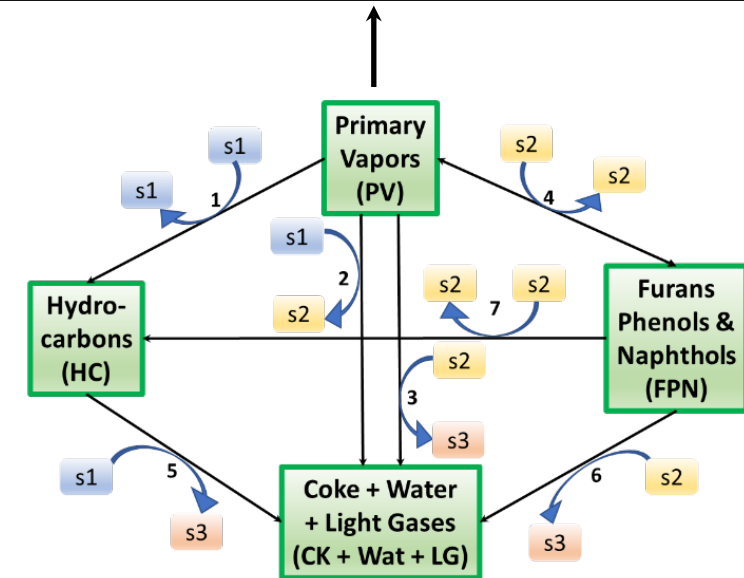 Primary
Vapors
(PV)
s1
s1
1
s2
s2
4
s1
2
s2
s2
s2
7
Hydro-
carbons
(HC)
Furans
Phenols &
Naphthols
(FPN)
s2
3
s3
s1
5
s3
Coke + Water
+ Light Gases
(CK + Wat + LG)
6
s2
s3